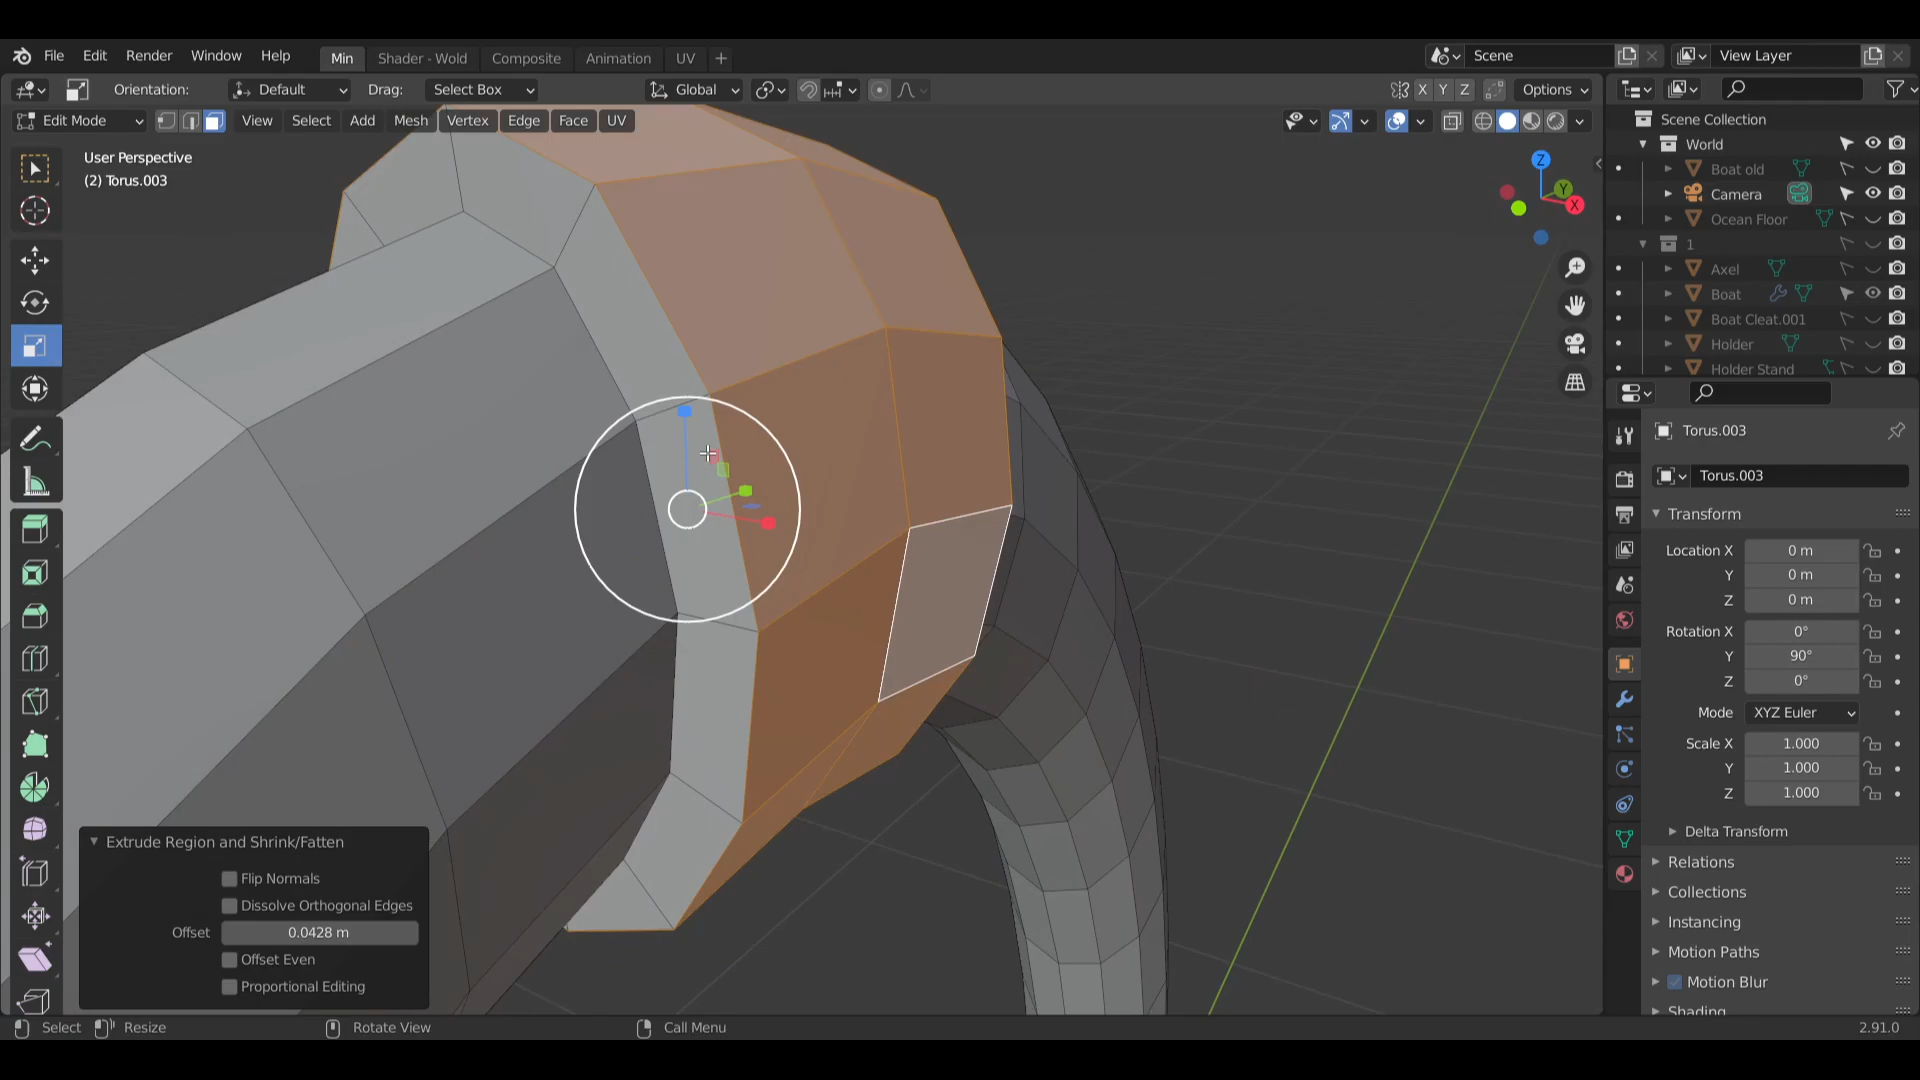 File Edit Render Window Help Min Shader - Wold Composite Animation UV Scene View Layer
Orientation: Default Drag: Select Box Global X Y Z Options
Edit Mode View Select Add Mesh Vertex Edge Face UV
User Perspective
(2) Torus.003
Z
Y
X
Scene Collection
World
Boat old
Camera
Ocean Floor
1
Axel
Boat
Boat Cleat.001
Holder
Holder Stand
Torus.003
Torus.003
Transform
Location X 0 m
Y 0 m
Z 0 m
Rotation X 0°
Y 90°
Z 0°
Mode XYZ Euler
Scale X 1.000
Y 1.000
Z 1.000
Delta Transform
Relations
Collections
Instancing
Motion Paths
Motion Blur
Shading
Extrude Region and Shrink/Fatten
Flip Normals
Dissolve Orthogonal Edges
Offset 0.0428 m
Offset Even
Proportional Editing
Select Resize Rotate View Call Menu 2.91.0